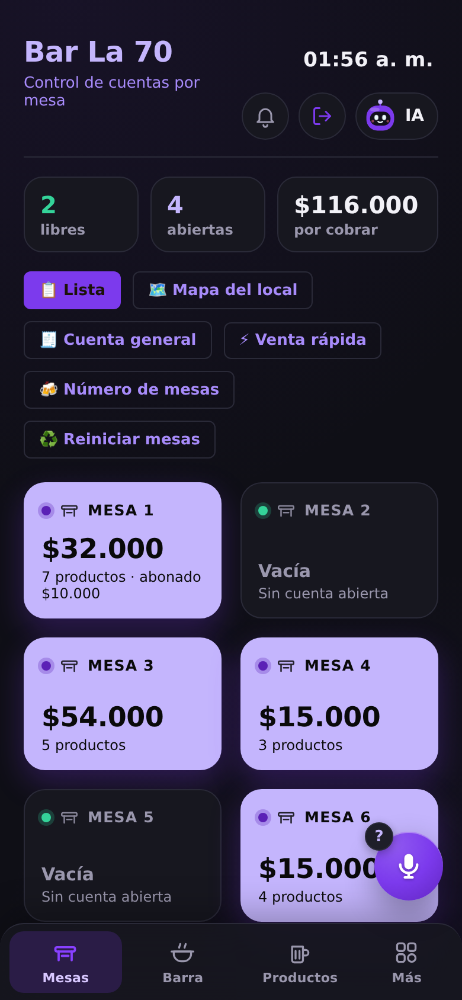 Bar La 70
01:56 a. m.
Control de cuentas por
mesa
IA
2
libres
4
abiertas
$116.000
por cobrar
Lista
Mapa del local
Cuenta general
Venta rápida
Número de mesas
Reiniciar mesas
MESA 1
$32.000
7 productos · abonado
$10.000
MESA 2
Vacía
Sin cuenta abierta
MESA 3
$54.000
5 productos
MESA 4
$15.000
3 productos
MESA 5
Vacía
Sin cuenta abierta
MESA 6
$15.000
4 productos
?
Mesas
Barra
Productos
Más